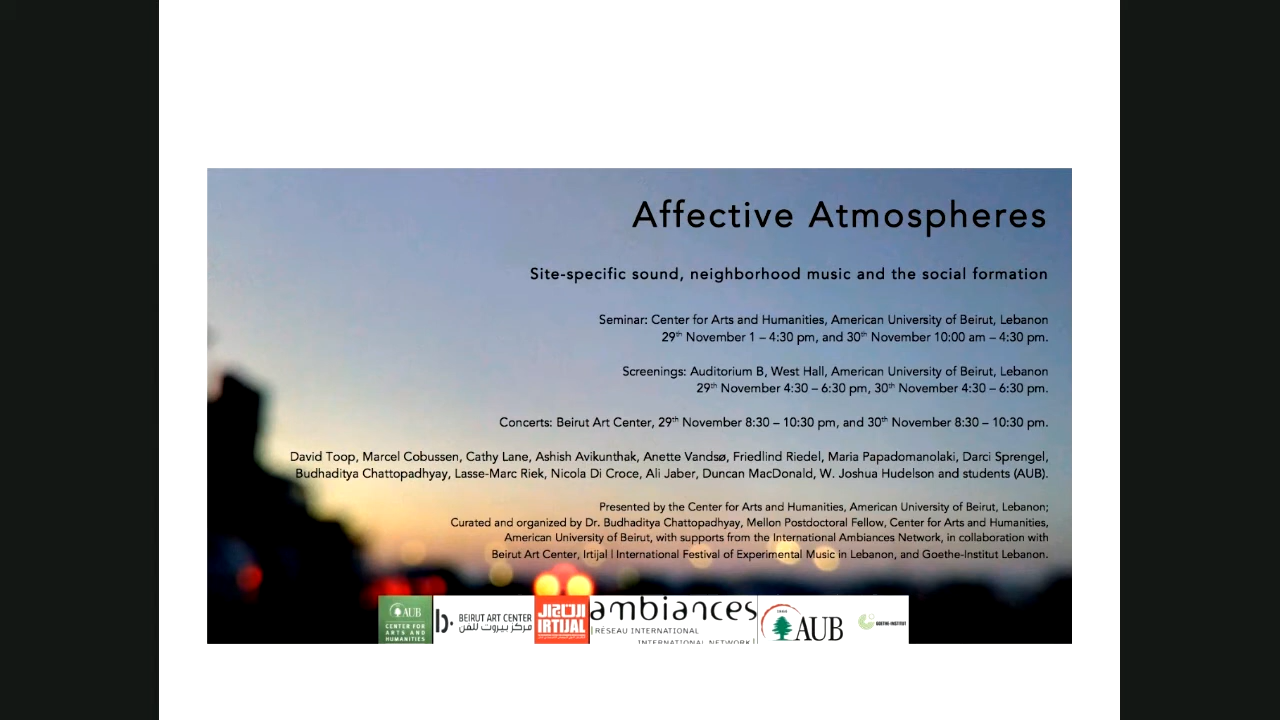 Affective Atmospheres
Site-specific sound, neighborhood music and the social formation
Seminar: Center for Arts and Humanities, American University of Beirut, Lebanon
29th November 1 – 4:30 pm, and 30th November 10:00 am – 4:30 pm.
Screenings: Auditorium B, West Hall, American University of Beirut, Lebanon
29th November 4:30 – 6:30 pm, 30th November 4:30 – 6:30 pm.
Concerts: Beirut Art Center, 29th November 8:30 – 10:30 pm, and 30th November 8:30 – 10:30 pm.
David Toop, Marcel Cobussen, Cathy Lane, Ashish Avikunthak, Anette Vandsø, Friedlind Riedel, Maria Papadomanolaki, Darci Sprengel,
Budhaditya Chattopadhyay, Lasse-Marc Riek, Nicola Di Croce, Ali Jaber, Duncan MacDonald, W. Joshua Hudelson and students (AUB).
Presented by the Center for Arts and Humanities, American University of Beirut, Lebanon;
Curated and organized by Dr. Budhaditya Chattopadhyay, Mellon Postdoctoral Fellow, Center for Arts and Humanities,
American University of Beirut, with supports from the International Ambiances Network, in collaboration with
Beirut Art Center, Irtijal | International Festival of Experimental Music in Lebanon, and Goethe-Institut Lebanon.
AUB
CENTER FOR
ARTS AND
HUMANITIES
b.
BEIRUT ART CENTER
مركز بيروت للفن
ارتجال
IRTIJAL
ambiances
RÉSEAU INTERNATIONAL
INTERNATIONAL NETWORK
1866
AUB
GOETHE-INSTITUT